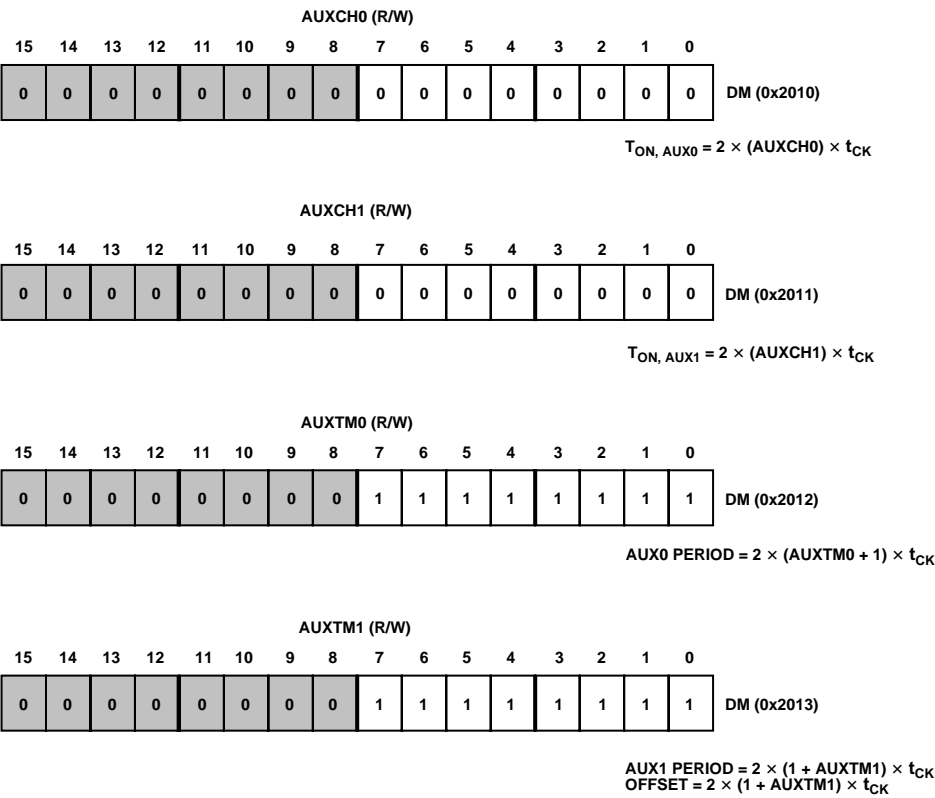 AUXCH0 (R/W)
15 14 13 12 11 10 9 8 7 6 5 4 3 2 1 0
0 0 0 0 0 0 0 0 0 0 0 0 0 0 0 0 DM (0x2010)
T_ON, AUX0 = 2 × (AUXCH0) × t_CK
AUXCH1 (R/W)
15 14 13 12 11 10 9 8 7 6 5 4 3 2 1 0
0 0 0 0 0 0 0 0 0 0 0 0 0 0 0 0 DM (0x2011)
T_ON, AUX1 = 2 × (AUXCH1) × t_CK
AUXTM0 (R/W)
15 14 13 12 11 10 9 8 7 6 5 4 3 2 1 0
0 0 0 0 0 0 0 0 1 1 1 1 1 1 1 1 DM (0x2012)
AUX0 PERIOD = 2 × (AUXTM0 + 1) × t_CK
AUXTM1 (R/W)
15 14 13 12 11 10 9 8 7 6 5 4 3 2 1 0
0 0 0 0 0 0 0 0 1 1 1 1 1 1 1 1 DM (0x2013)
AUX1 PERIOD = 2 × (1 + AUXTM1) × t_CK
OFFSET = 2 × (1 + AUXTM1) × t_CK